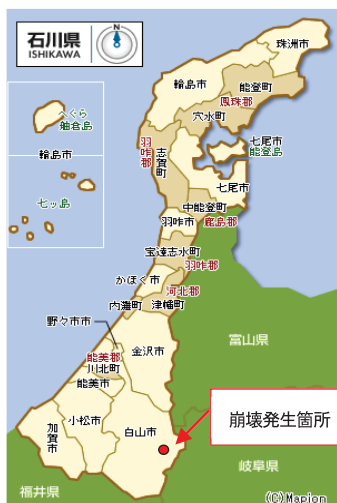 石川県
ISHIKAWA
N
珠洲市
輪島市
能登町
鳳珠郡
穴水町
へぐら
舳倉島
輪島市
七ッ島
羽咋郡
志賀町
七尾市
能登島
七尾市
中能登町
羽咋市
鹿島郡
宝達志水町
羽咋郡
かほく市
河北郡
内灘町
津幡町
野々市市
金沢市
能美郡
川北町
能美市
富山県
小松市
加賀市
白山市
崩壊発生箇所
岐阜県
福井県
(C)Mapion